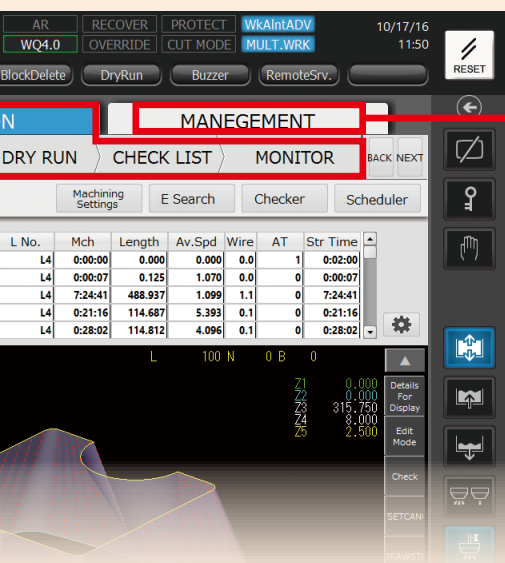 AR RECOVER PROTECT WkAlntADV 10/17/16
WQ4.0 OVERRIDE CUT MODE MULT.WRK 11:50
RESET
BlockDelete DryRun Buzzer RemoteSrv.
ON MANEGEMENT
DRY RUN CHECK LIST MONITOR BACK NEXT
Machining
Settings
E Search Checker Scheduler
L No. Mch Length Av.Spd Wire AT Str Time
L4 0:00:00 0.000 0.000 0.0 1 0:02:00
L4 0:00:07 0.125 1.070 0.0 0 0:00:07
L4 7:24:41 488.937 1.099 1.1 0 7:24:41
L4 0:21:16 114.687 5.393 0.1 0 0:21:16
L4 0:28:02 114.812 4.096 0.1 0 0:28:02
L 100 N 0 B 0
Z1 0.000
Z2 0.000
Z3 315.750
Z4 8.000
Z5 2.500
Details
For
Display
Edit
Mode
Check
SETCAN
DRAWST